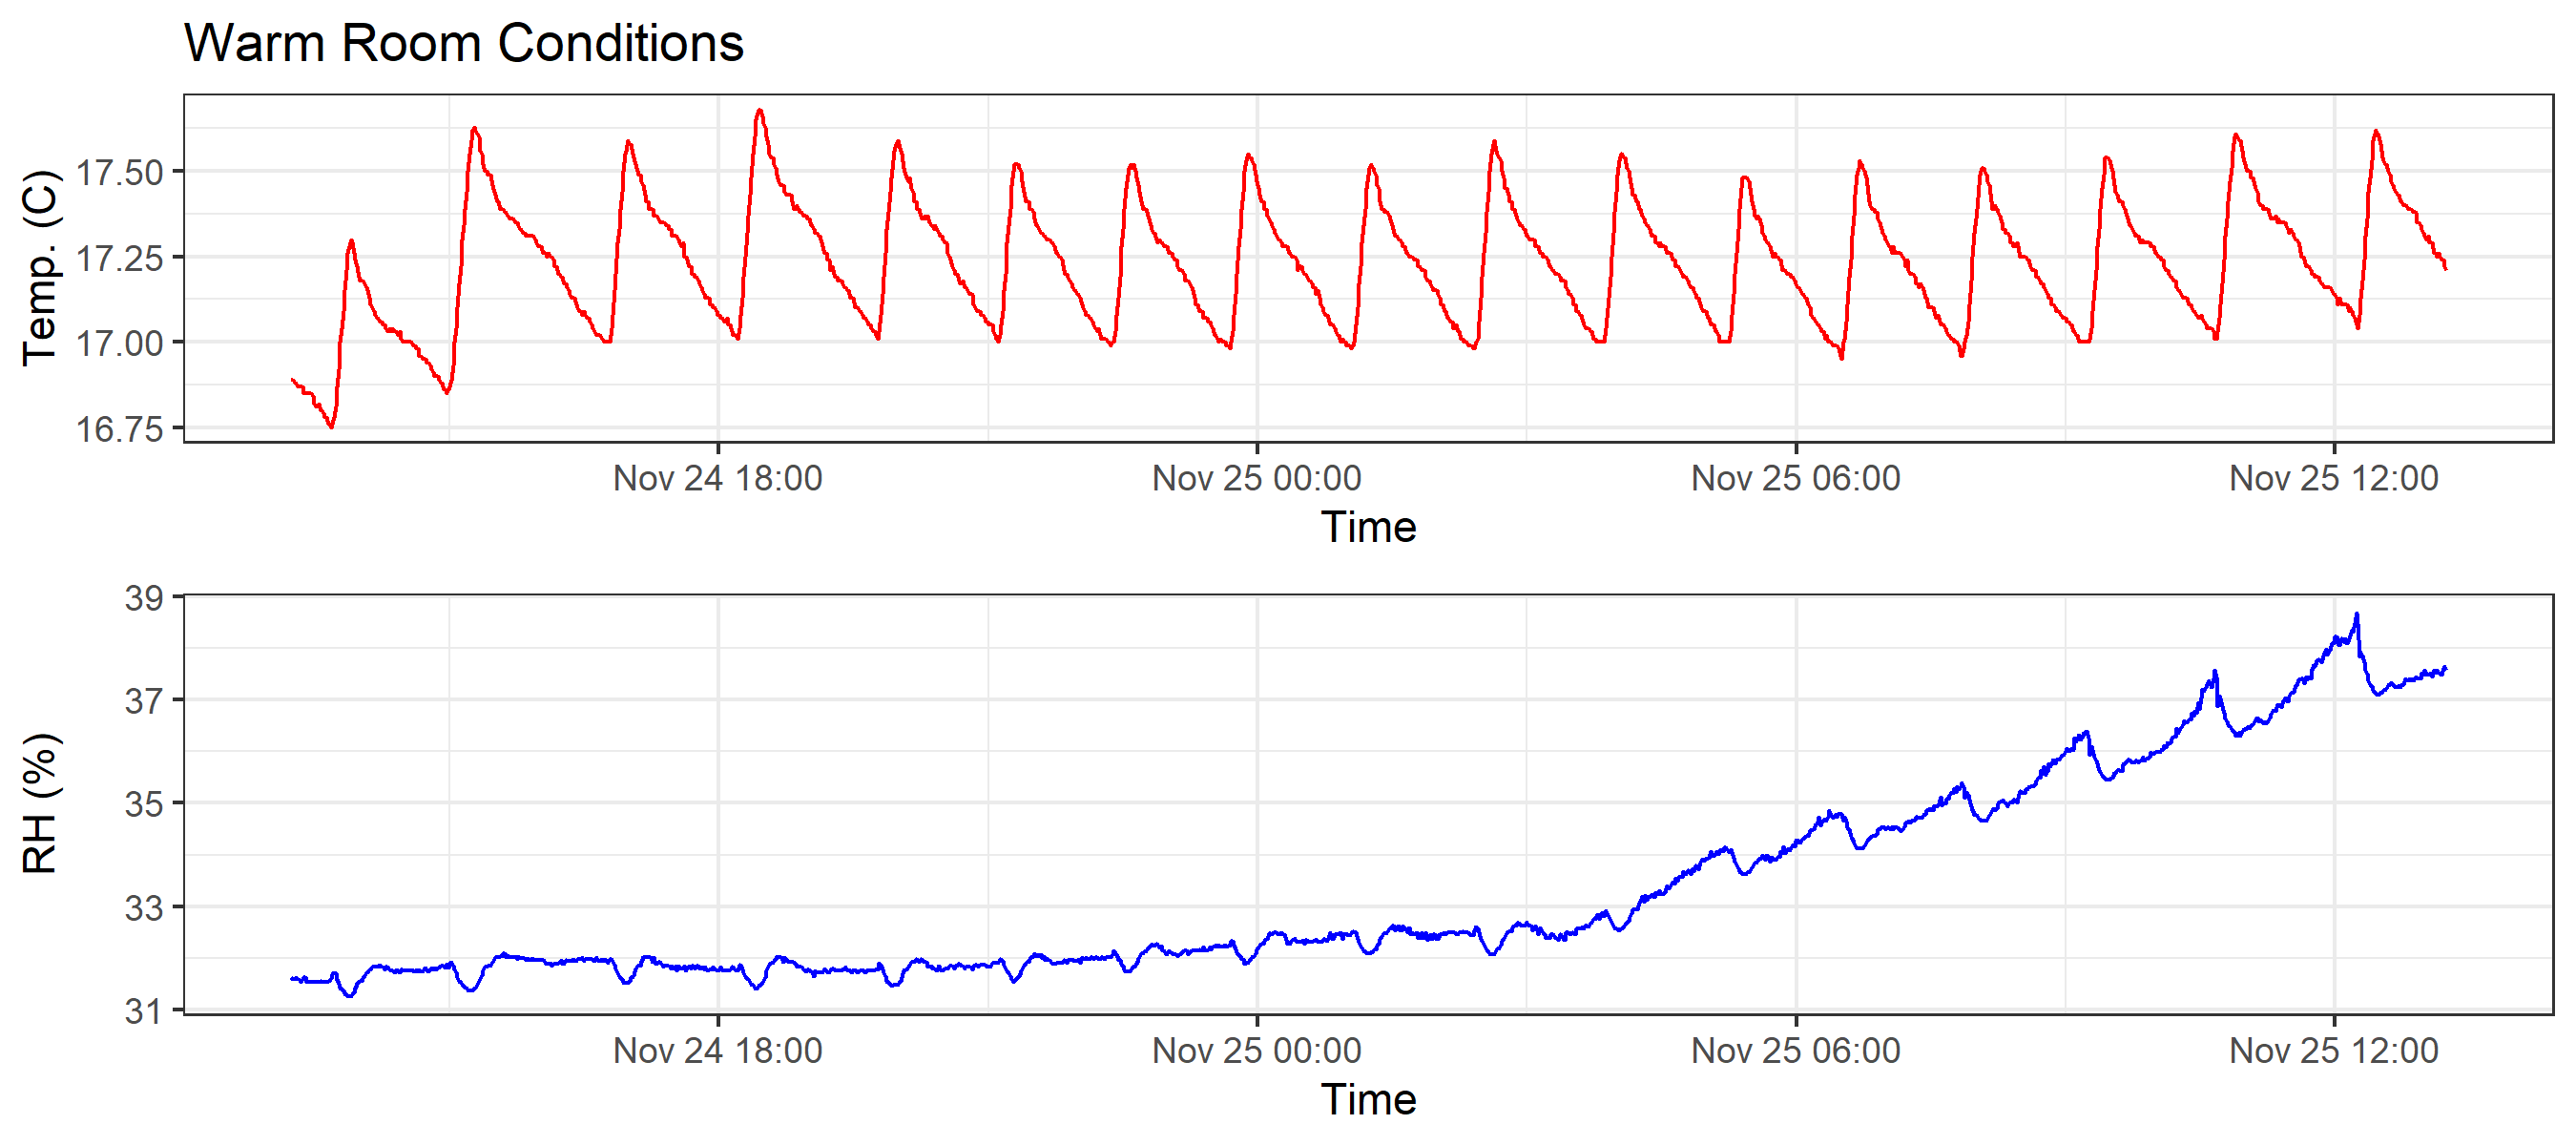 Warm Room Conditions
Temp. (C)
17.50
17.25
17.00
16.75
Nov 24 18:00 Nov 25 00:00 Nov 25 06:00 Nov 25 12:00
Time
RH (%)
39
37
35
33
31
Nov 24 18:00 Nov 25 00:00 Nov 25 06:00 Nov 25 12:00
Time